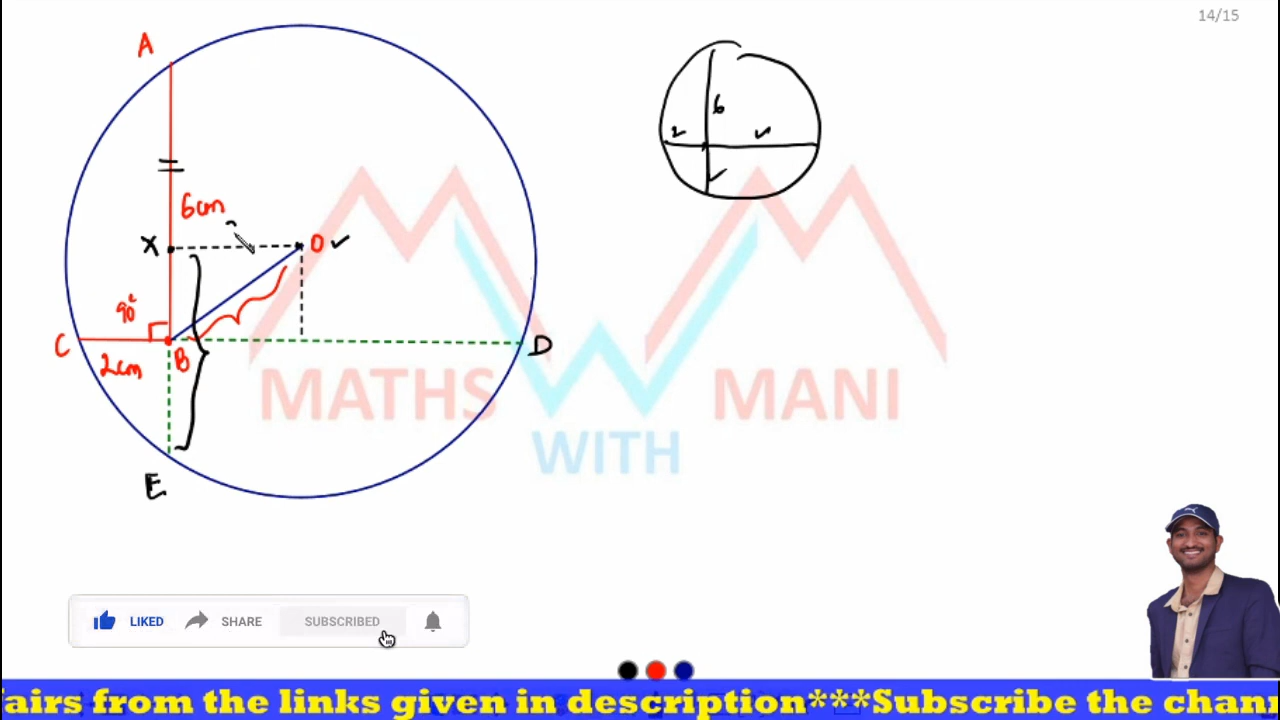 14/15
A
6
2
6cm
X
O
90°
C
B
D
2cm
E
MATHS
WITH
MANI
LIKED
SHARE
SUBSCRIBED
fairs from the links given in description***Subscribe the chan